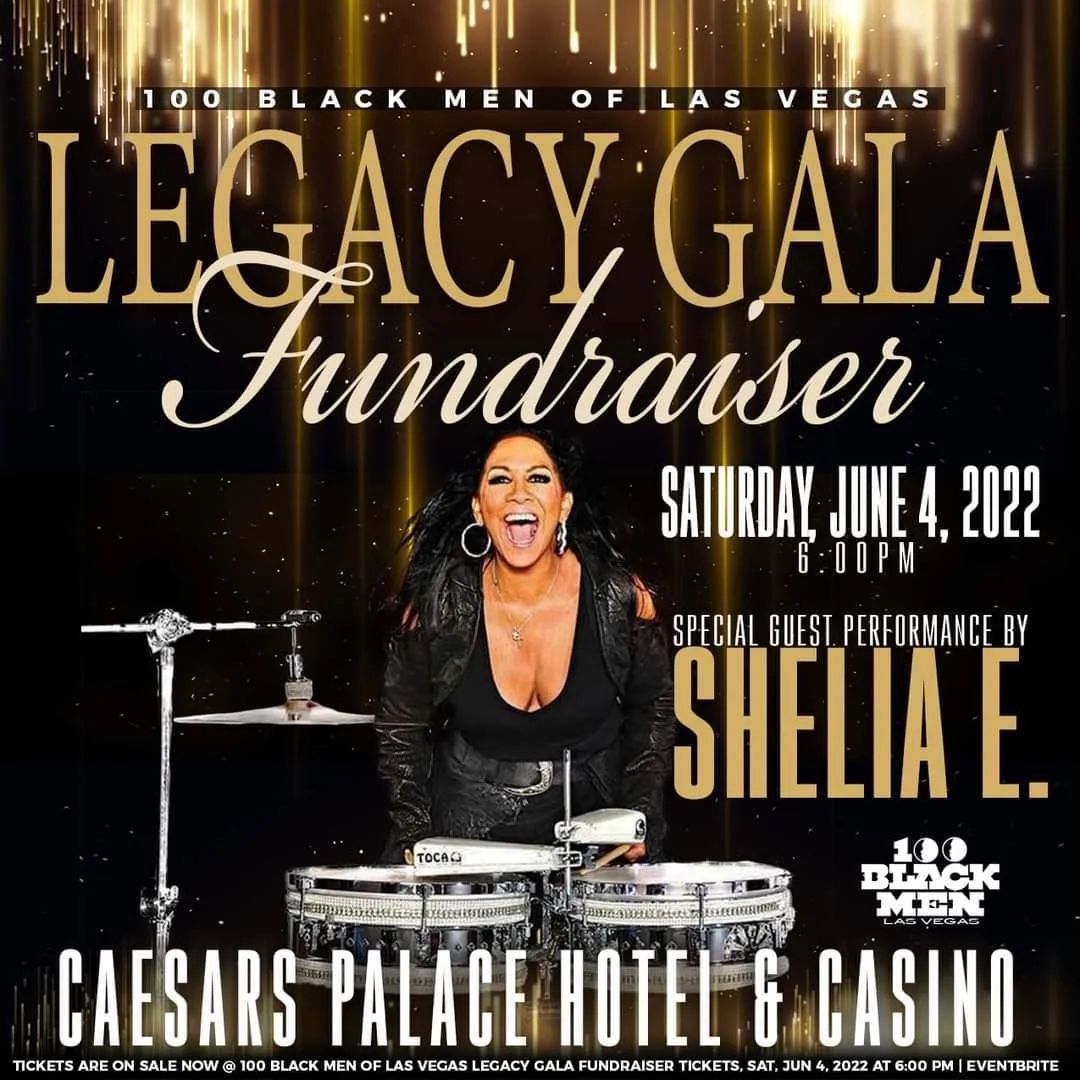 100 BLACK MEN OF LAS VEGAS
LEGACY GALA
Fundraiser
SATURDAY, JUNE 4, 2022
6:00PM
SPECIAL GUEST PERFORMANCE BY
SHELIA E.
TOCA
100
BLACK
MEN
LAS VEGAS
CAESARS PALACE HOTEL & CASINO
TICKETS ARE ON SALE NOW @ 100 BLACK MEN OF LAS VEGAS LEGACY GALA FUNDRAISER TICKETS, SAT, JUN 4, 2022 AT 6:00 PM | EVENTBRITE